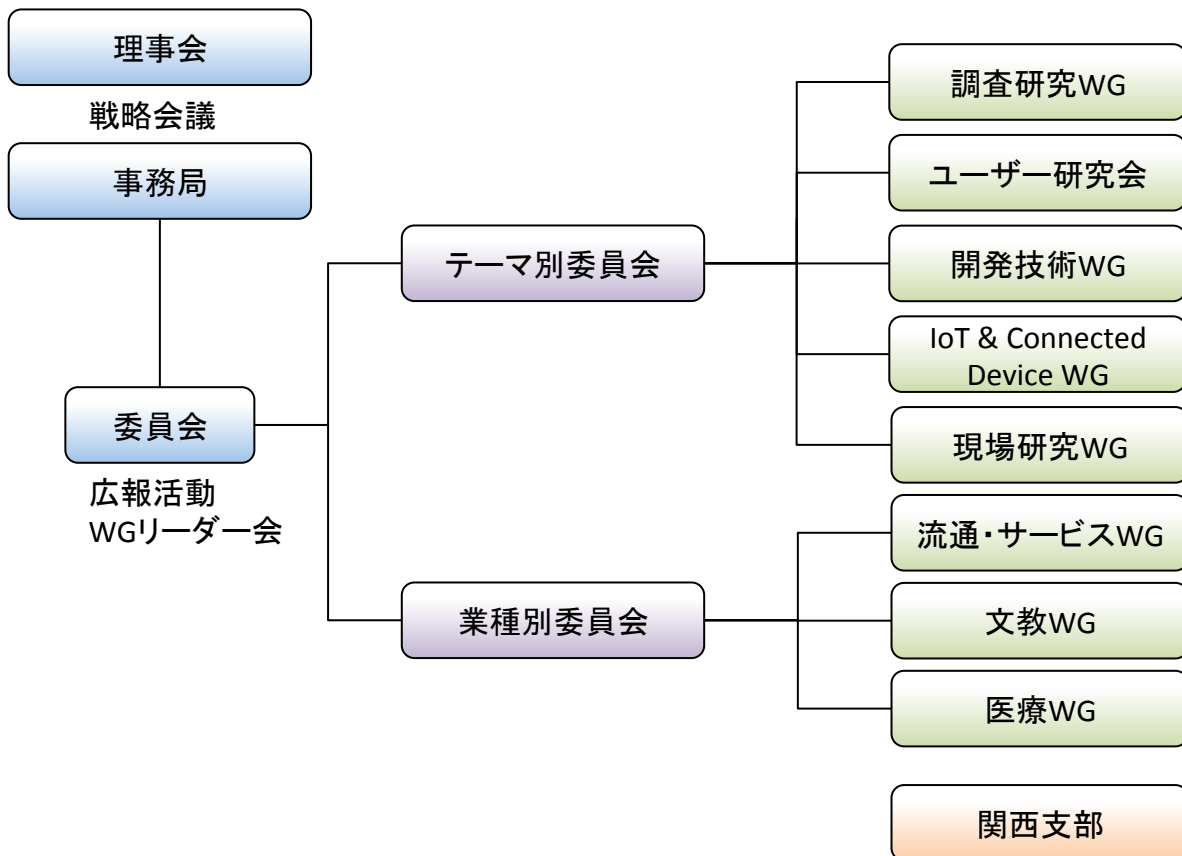 理事会
戦略会議
事務局
委員会
広報活動
WGリーダー会
テーマ別委員会
業種別委員会
調査研究WG
ユーザー研究会
開発技術WG
IoT & Connected
Device WG
現場研究WG
流通・サービスWG
文教WG
医療WG
関西支部